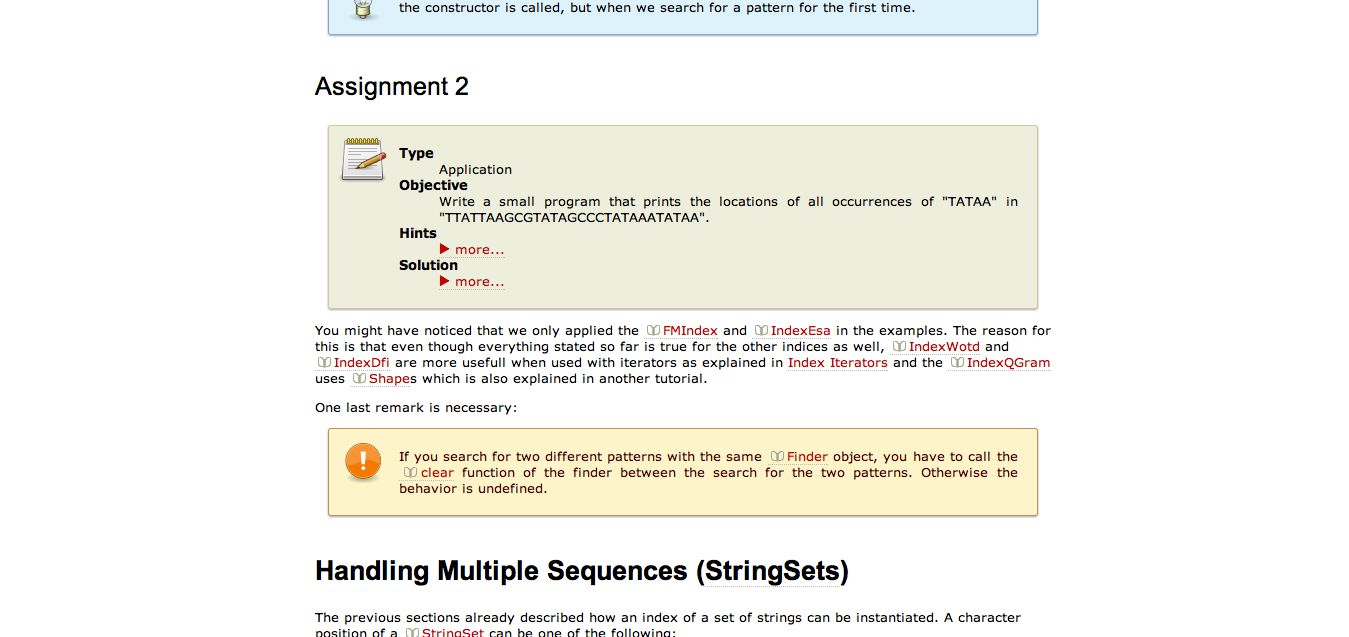 the constructor is called, but when we search for a pattern for the first time.
Assignment 2
Type
Application
Objective
Write a small program that prints the locations of all occurrences of "TATAA" in
"TTATTAAGCGTATAGCCCTATAAATATAA".
Hints
more...
Solution
more...
You might have noticed that we only applied the FMIndex and IndexEsa in the examples. The reason for
this is that even though everything stated so far is true for the other indices as well, IndexWotd and
IndexDfi are more usefull when used with iterators as explained in Index Iterators and the IndexQGram
uses Shapes which is also explained in another tutorial.
One last remark is necessary:
If you search for two different patterns with the same Finder object, you have to call the
clear function of the finder between the search for the two patterns. Otherwise the
behavior is undefined.
Handling Multiple Sequences (StringSets)
The previous sections already described how an index of a set of strings can be instantiated. A character
position of a StringSet can be one of the following: